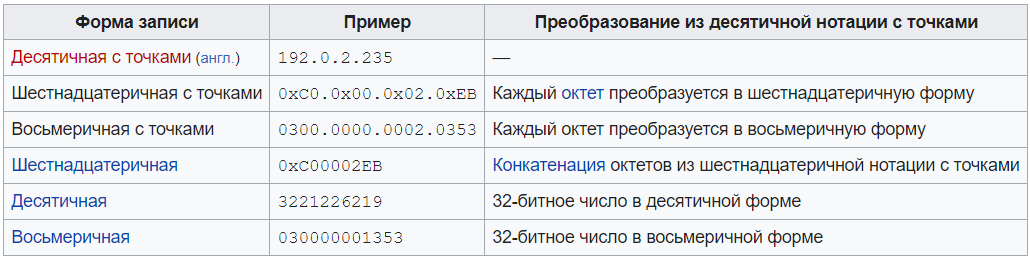 Форма записи Пример Преобразование из десятичной нотации с точками
Десятичная с точками (англ.) 192.0.2.235 —
Шестнадцатеричная с точками 0xC0.0x00.0x02.0xEB Каждый октет преобразуется в шестнадцатеричную форму
Восьмеричная с точками 0300.0000.0002.0353 Каждый октет преобразуется в восьмеричную форму
Шестнадцатеричная 0xC00002EB Конкатенация октетов из шестнадцатеричной нотации с точками
Десятичная 3221226219 32-битное число в десятичной форме
Восьмеричная 030000001353 32-битное число в восьмеричной форме